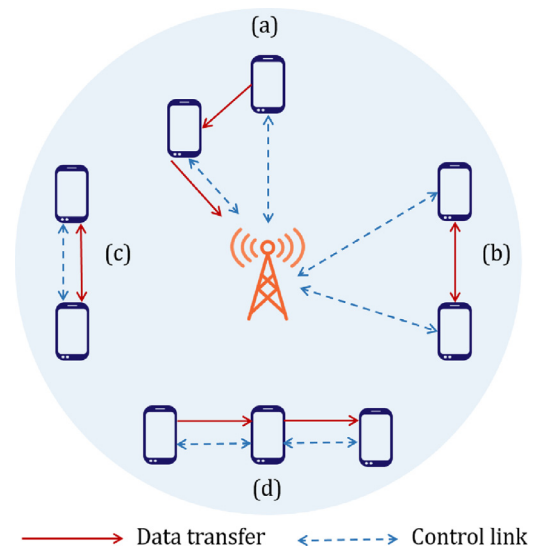 (a)
(c)
(b)
(d)
Data transfer
Control link